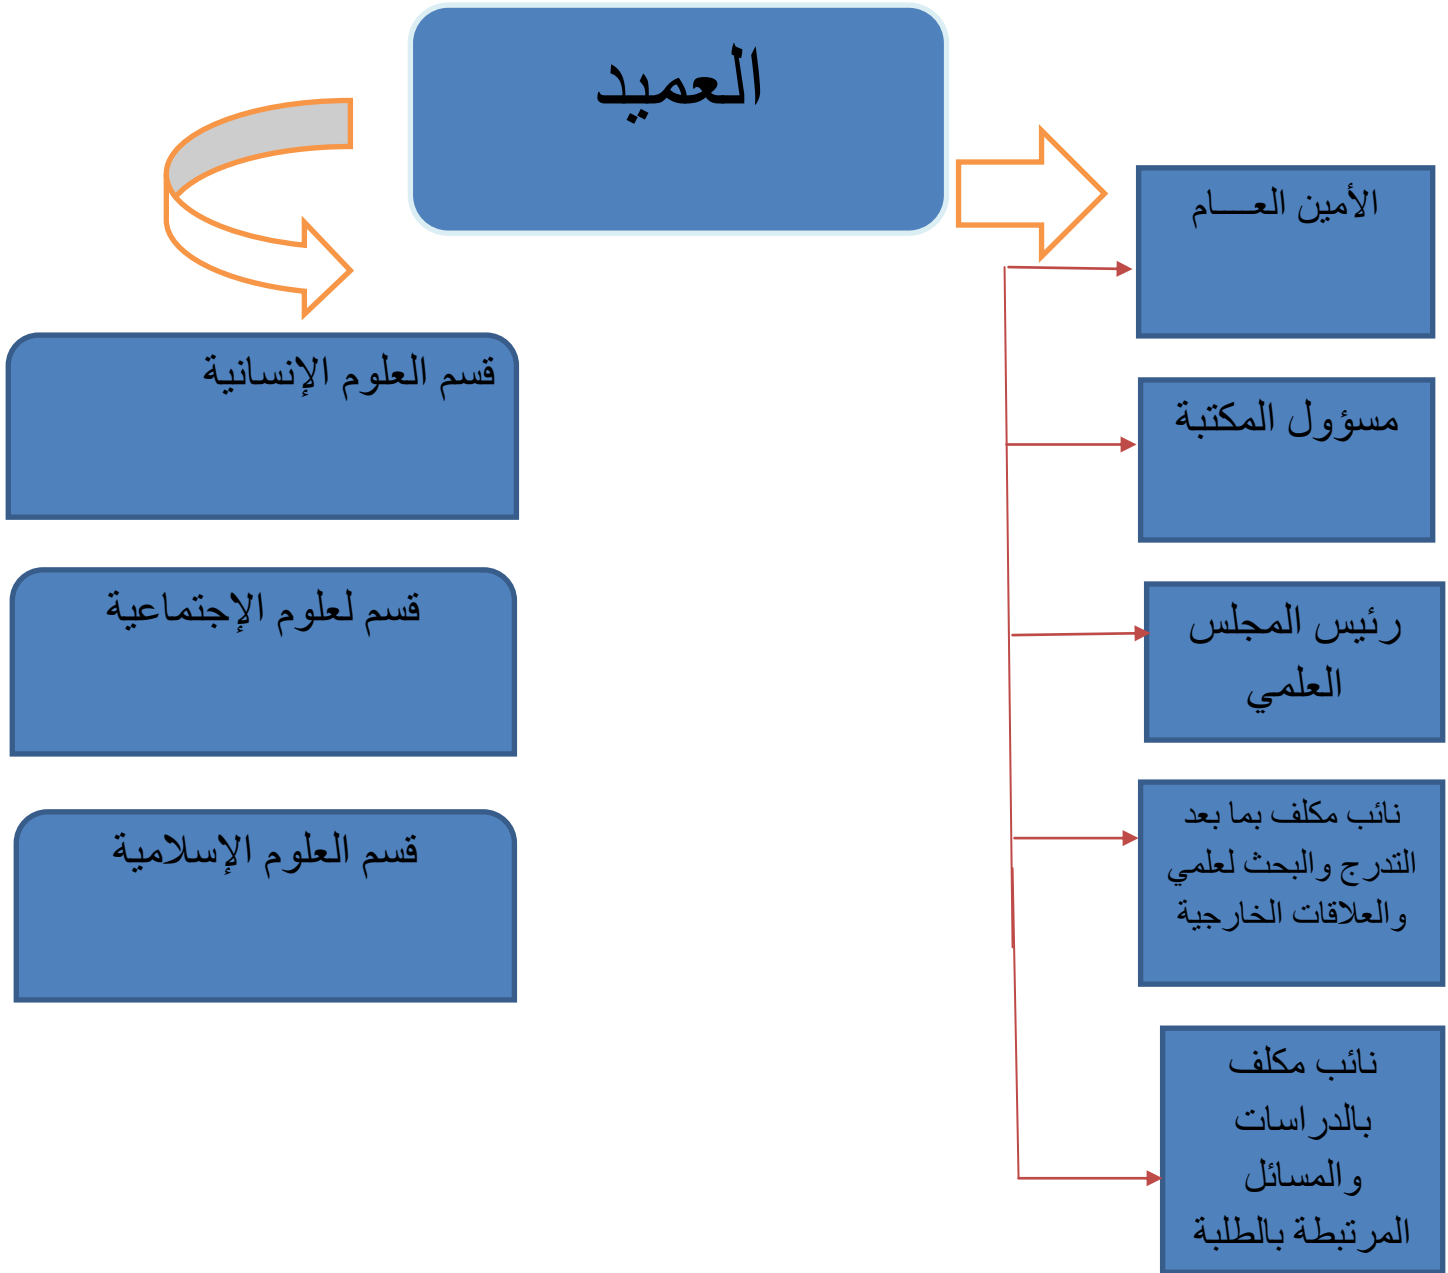 العميد
الأمين العـــام
مسؤول المكتبة
رئيس المجلس
العلمي
نائب مكلف بما بعد
التدرج والبحث لعلمي
والعلاقات الخارجية
نائب مكلف
بالدراسات
والمسائل
المرتبطة بالطلبة
قسم العلوم الإنسانية
قسم لعلوم الإجتماعية
قسم العلوم الإسلامية